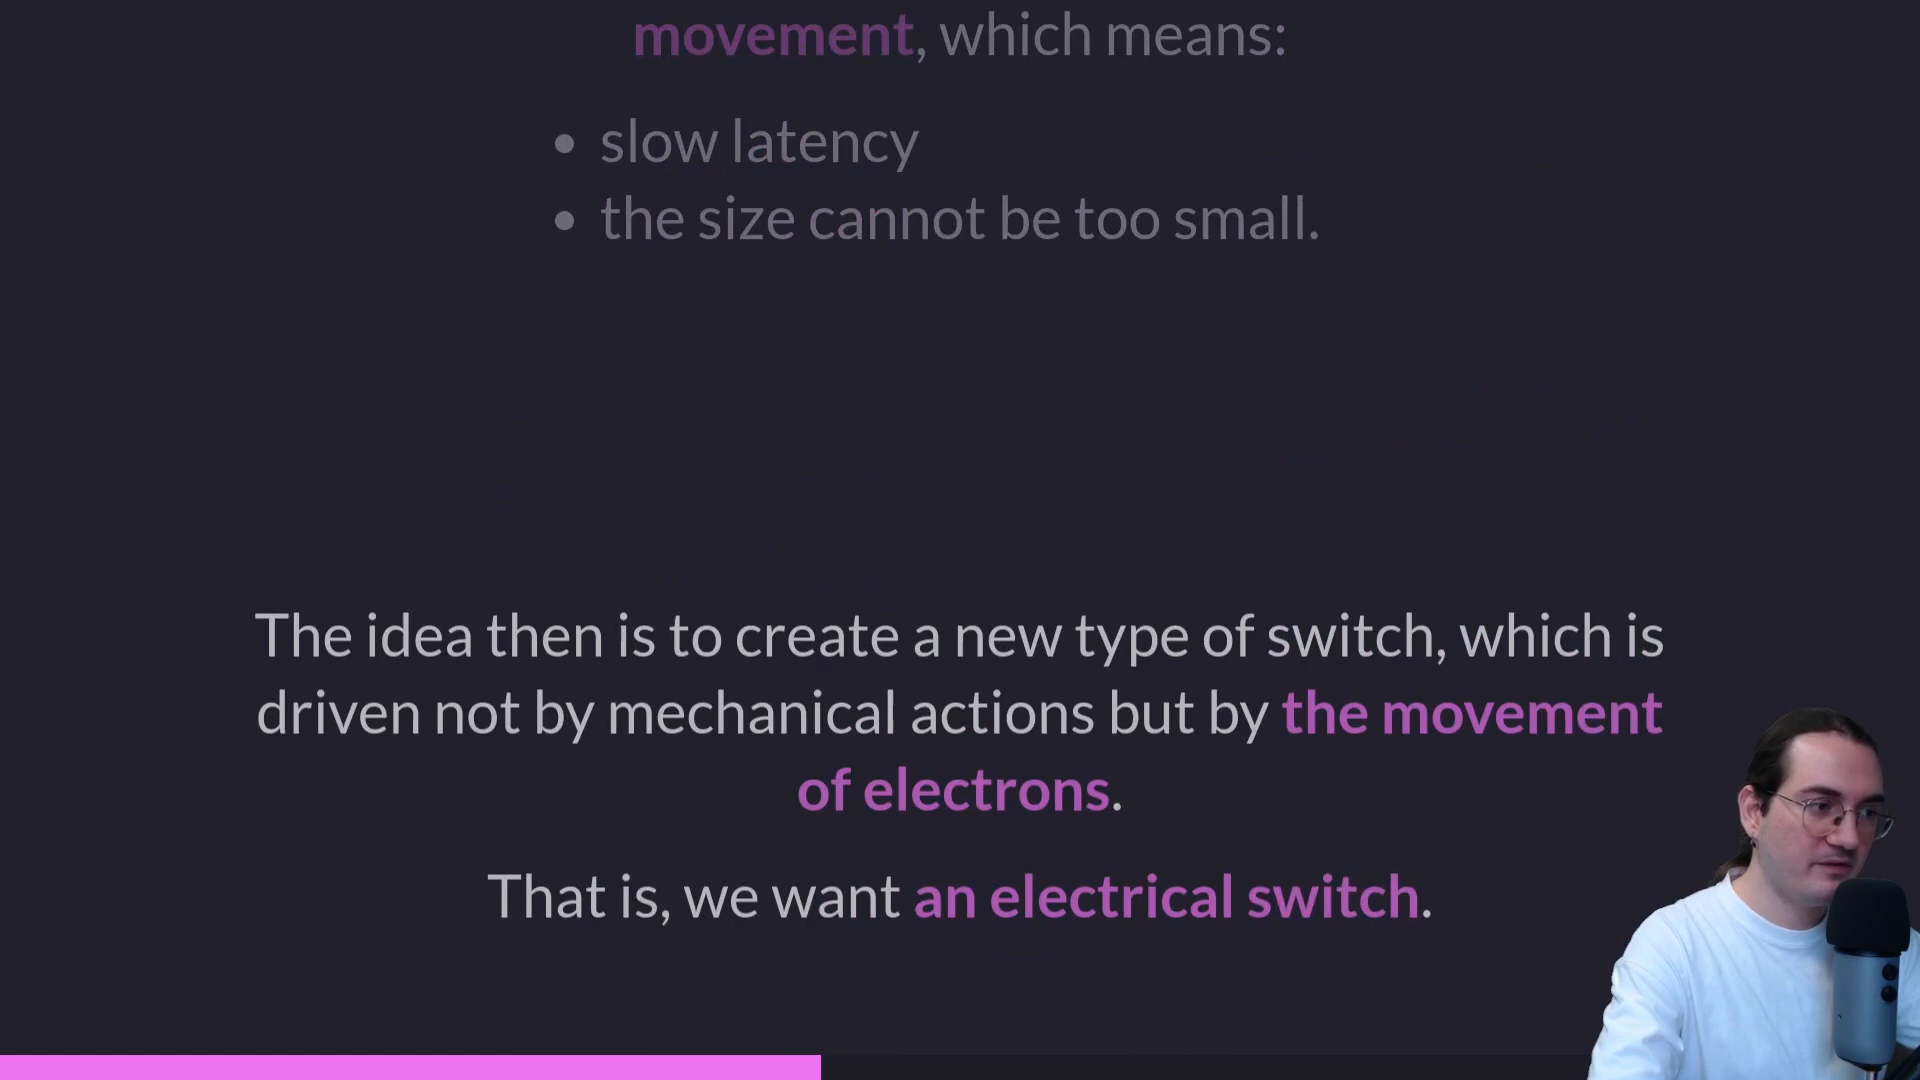 movement, which means:
• slow latency
• the size cannot be too small.
The idea then is to create a new type of switch, which is
driven not by mechanical actions but by the movement
of electrons.
That is, we want an electrical switch.